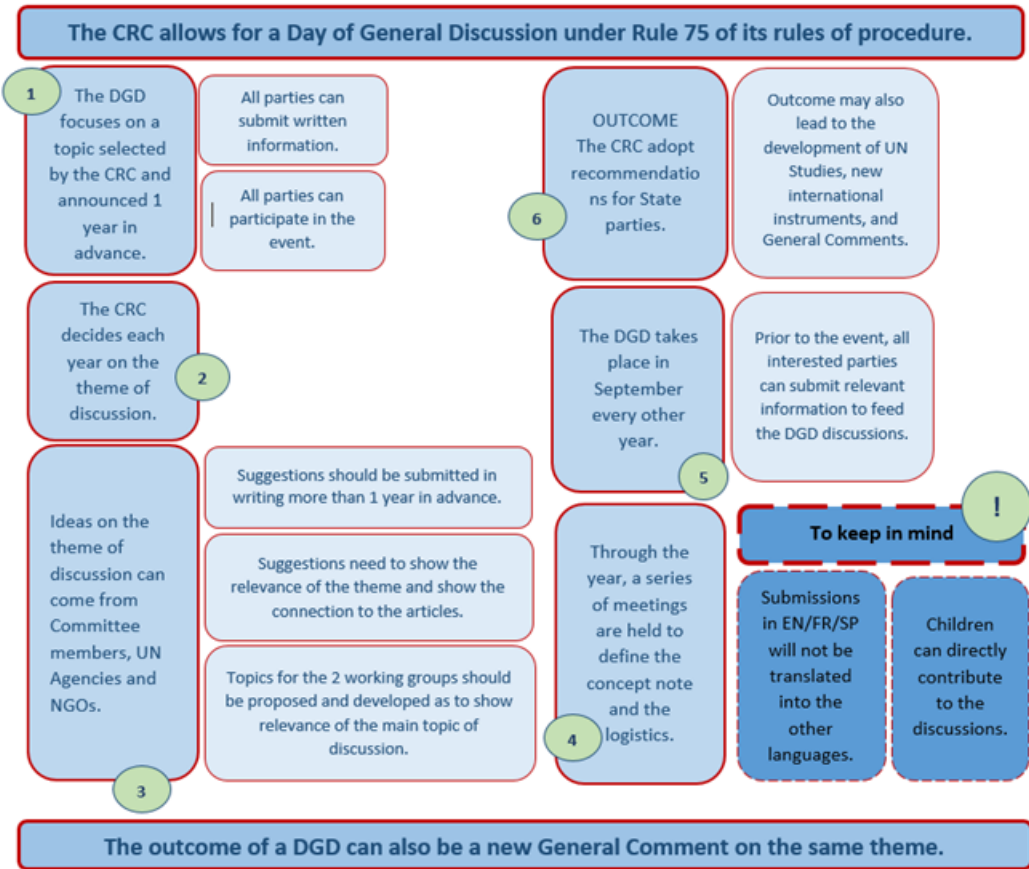 The CRC allows for a Day of General Discussion under Rule 75 of its rules of procedure.
1
The DGD
focuses on a
topic selected
by the CRC and
announced 1
year in
advance.
All parties can
submit written
information.
All parties can
participate in the
event.
The CRC
decides each
year on the
theme of
discussion.
2
Ideas on the
theme of
discussion can
come from
Committee
members, UN
Agencies and
NGOs.
3
Suggestions should be submitted in
writing more than 1 year in advance.
Suggestions need to show the
relevance of the theme and show the
connection to the articles.
Topics for the 2 working groups should
be proposed and developed as to show
relevance of the main topic of
discussion.
Through the
year, a series
of meetings
are held to
define the
concept note
and the
logistics.
4
The DGD takes
place in
September
every other
year.
5
Prior to the event, all
interested parties
can submit relevant
information to feed
the DGD discussions.
OUTCOME
The CRC adopt
recommendatio
ns for State
parties.
6
Outcome may also
lead to the
development of UN
Studies, new
international
instruments, and
General Comments.
!
To keep in mind
Submissions
in EN/FR/SP
will not be
translated
into the
other
languages.
Children
can directly
contribute
to the
discussions.
The outcome of a DGD can also be a new General Comment on the same theme.